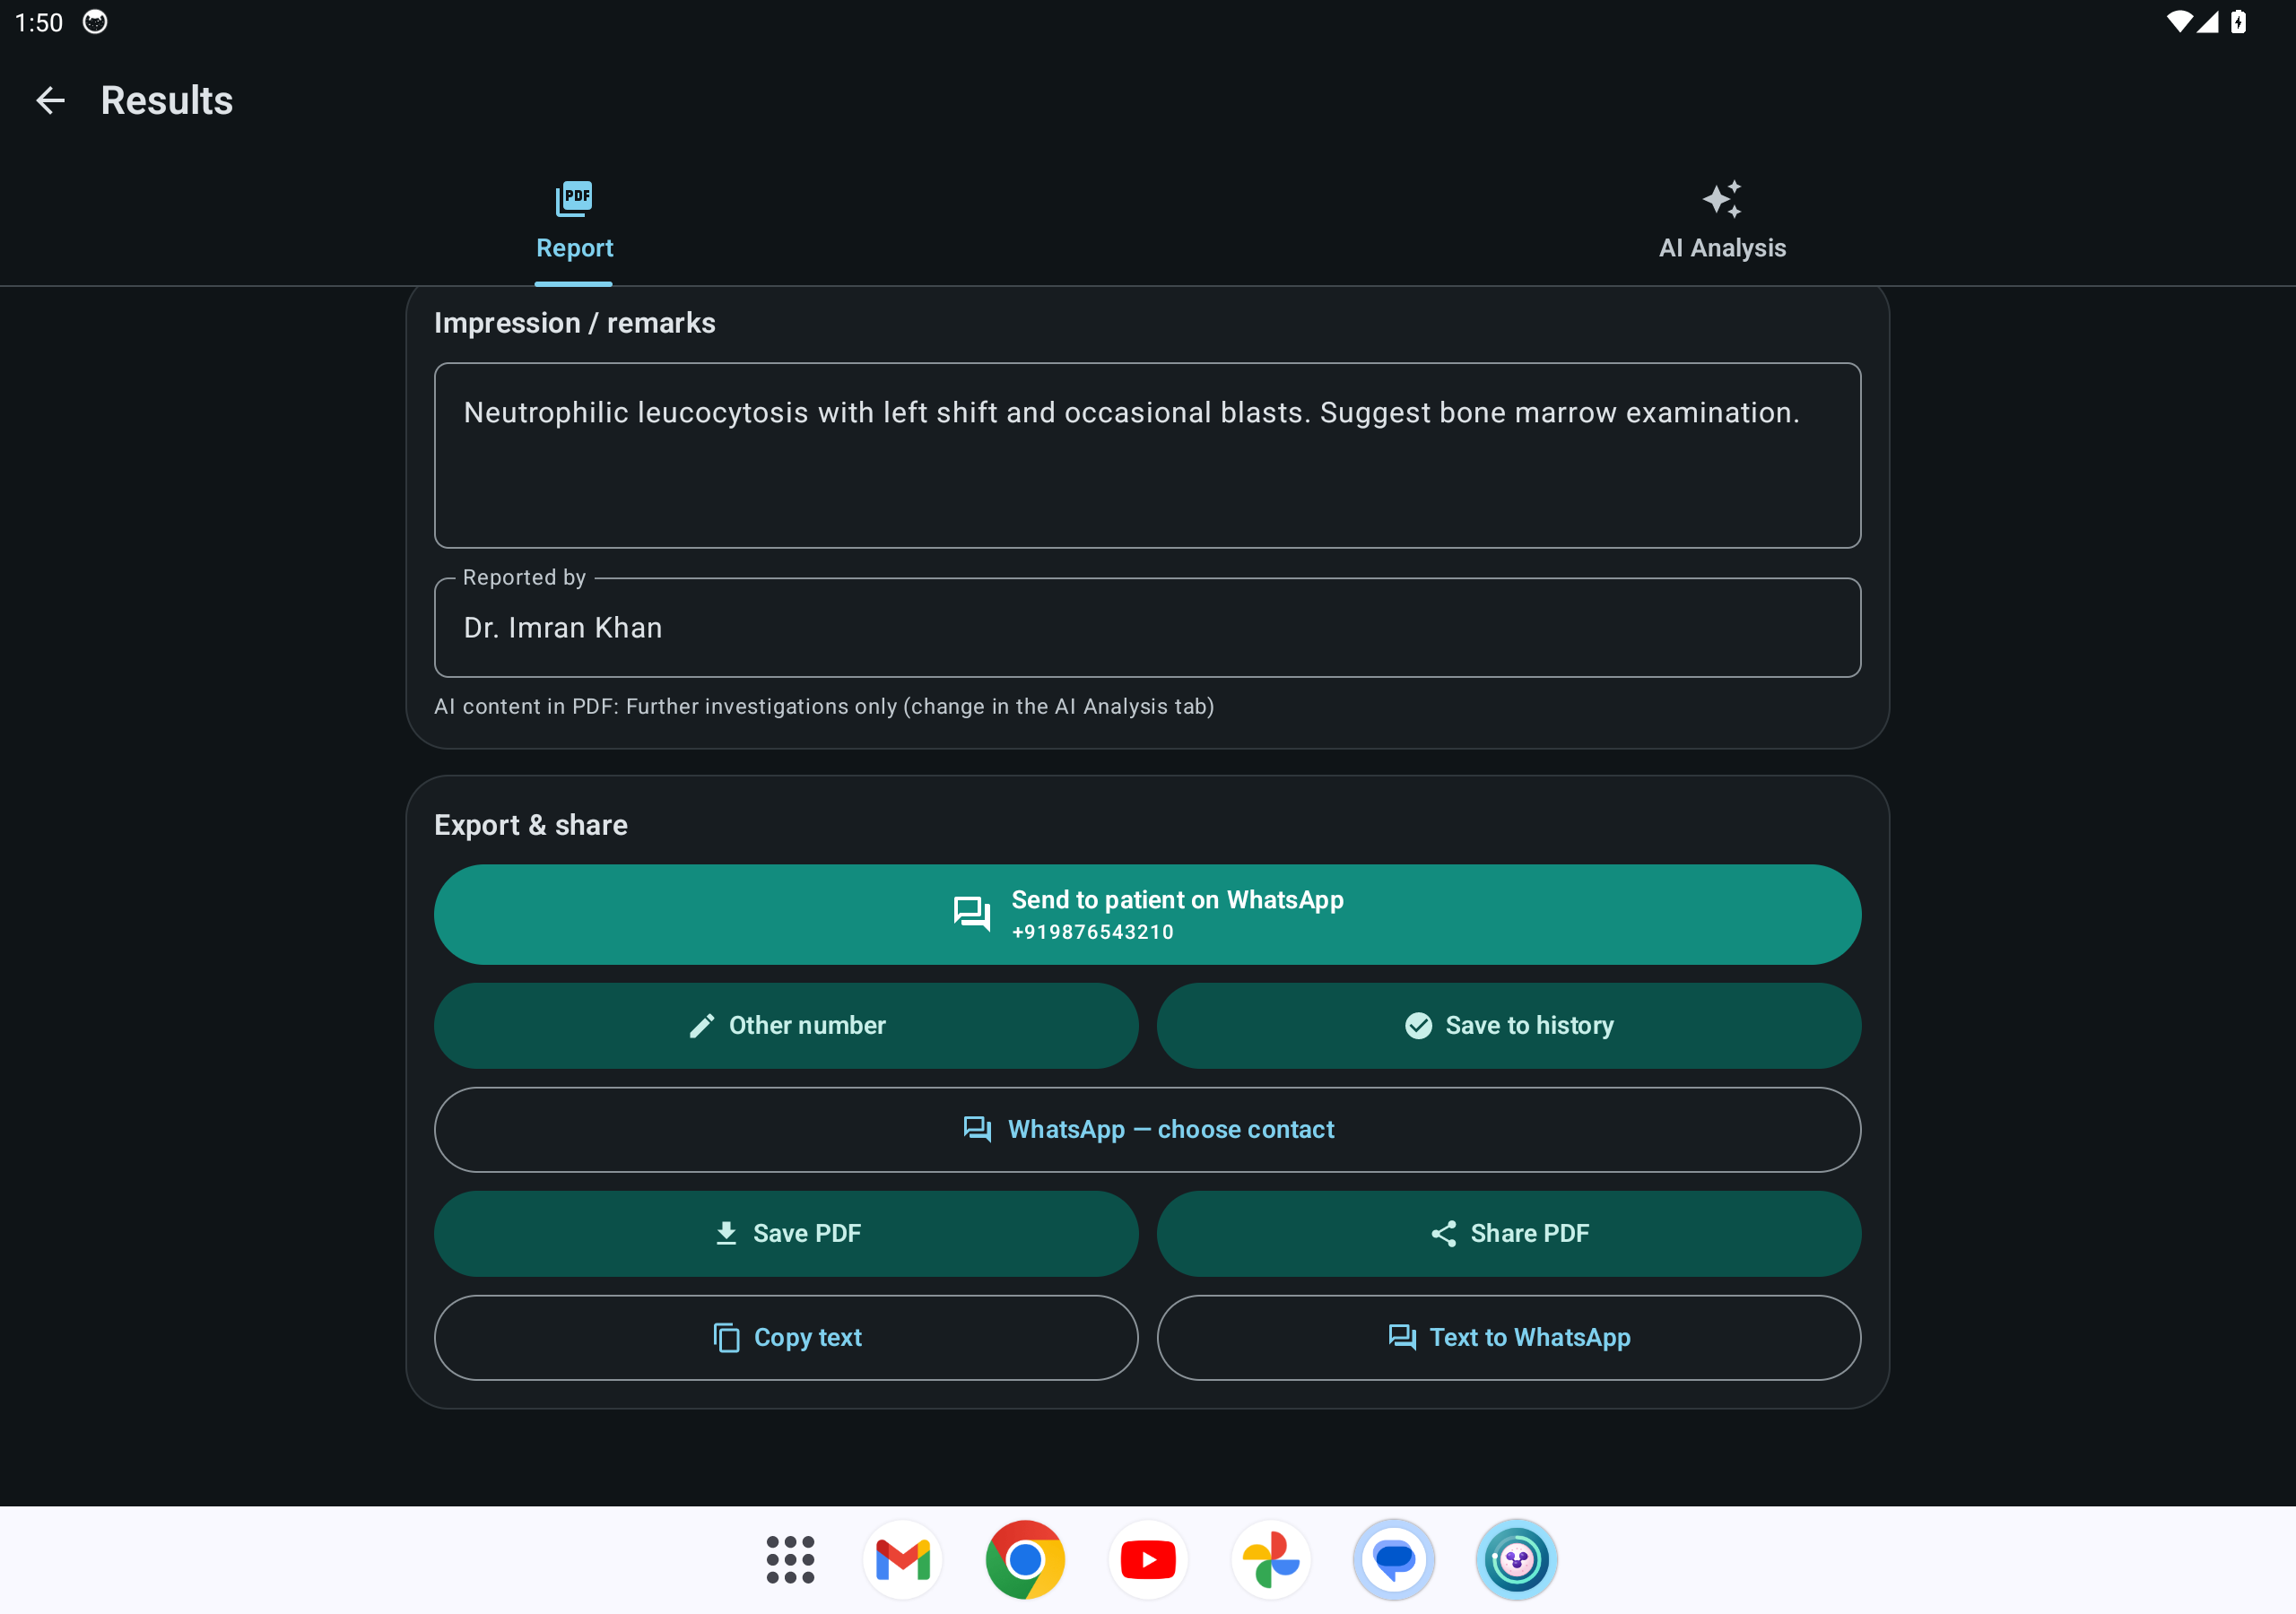 1:50
Results
PDF
Report
AI Analysis
Impression / remarks
Neutrophilic leucocytosis with left shift and occasional blasts. Suggest bone marrow examination.
Reported by
Dr. Imran Khan
AI content in PDF: Further investigations only (change in the AI Analysis tab)
Export & share
Send to patient on WhatsApp
+919876543210
Other number
Save to history
WhatsApp — choose contact
Save PDF
Share PDF
Copy text
Text to WhatsApp